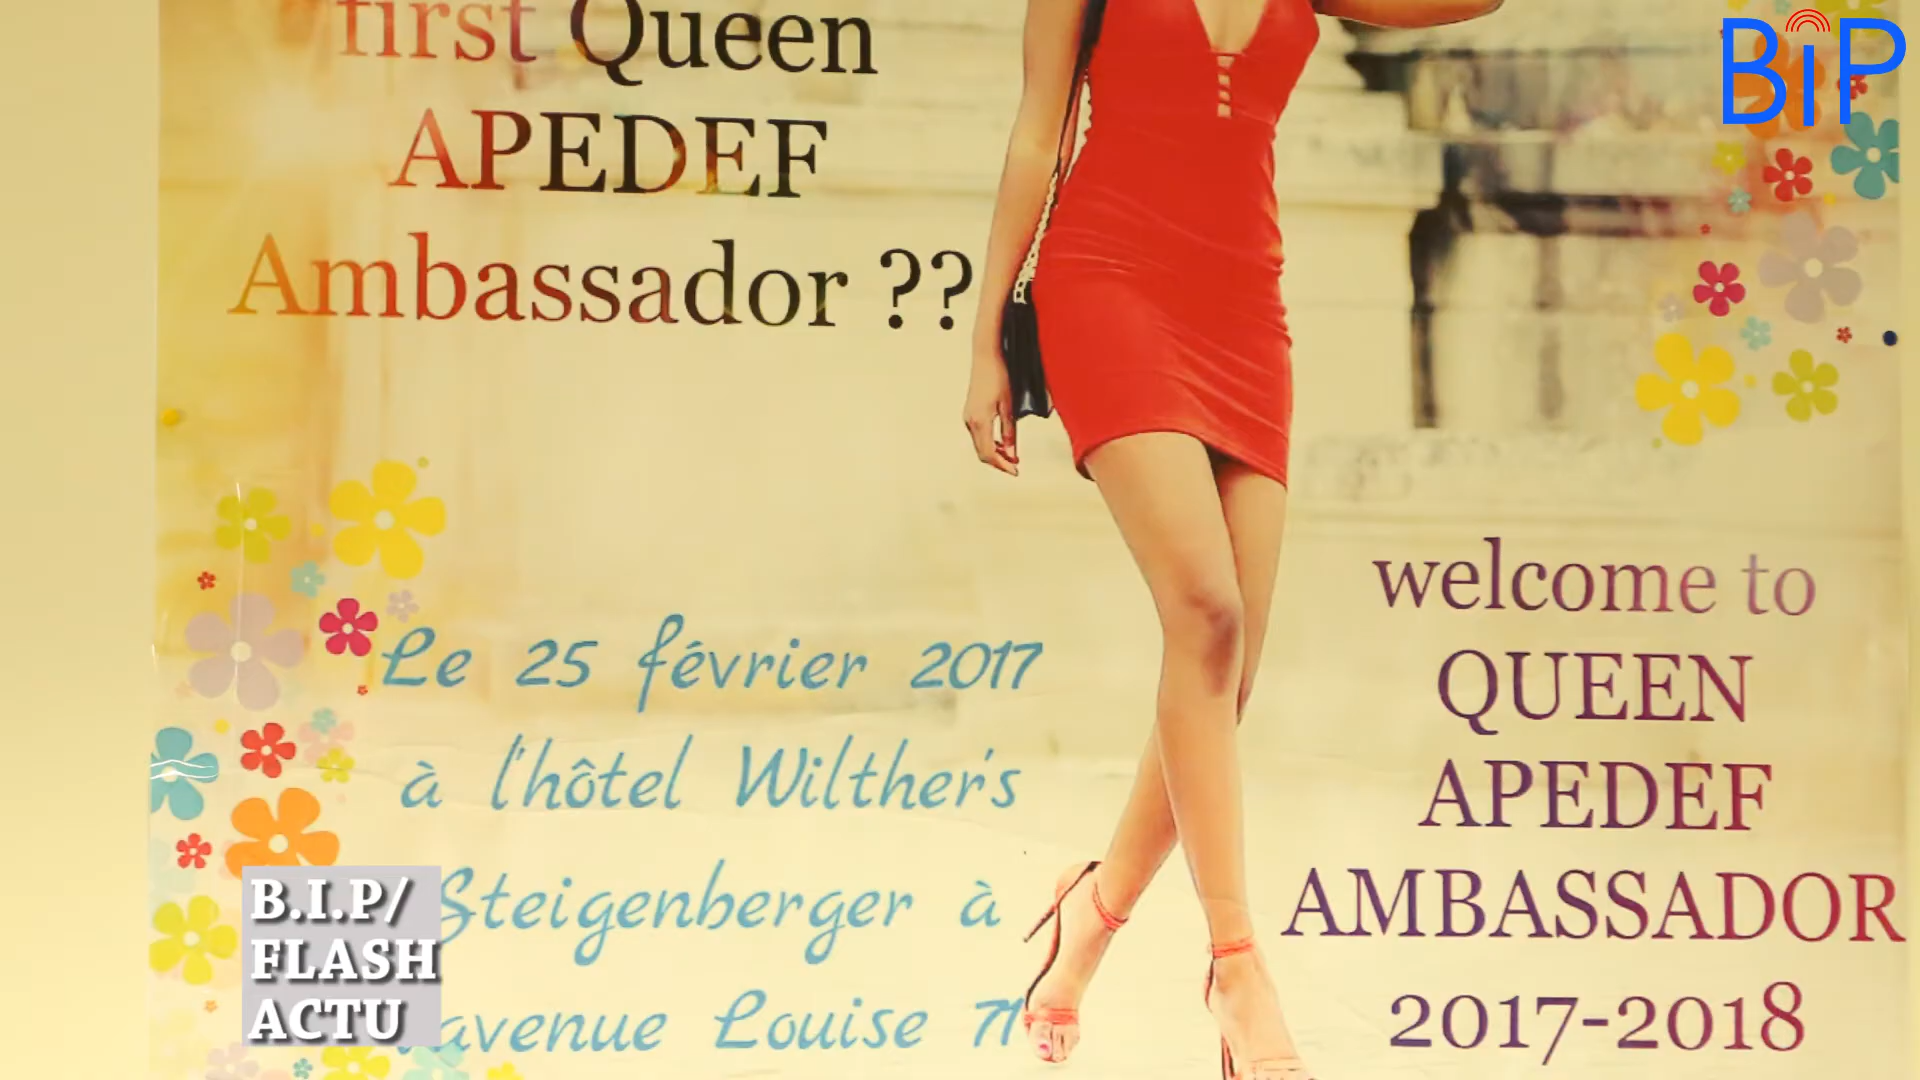 first Queen
APEDEF
Ambassador ??
BiP
Le 25 février 2017
à l'hôtel Wilther's
Steigenberger à
avenue Louise 71
welcome to
QUEEN
APEDEF
AMBASSADOR
2017-2018
B.I.P/
FLASH
ACTU